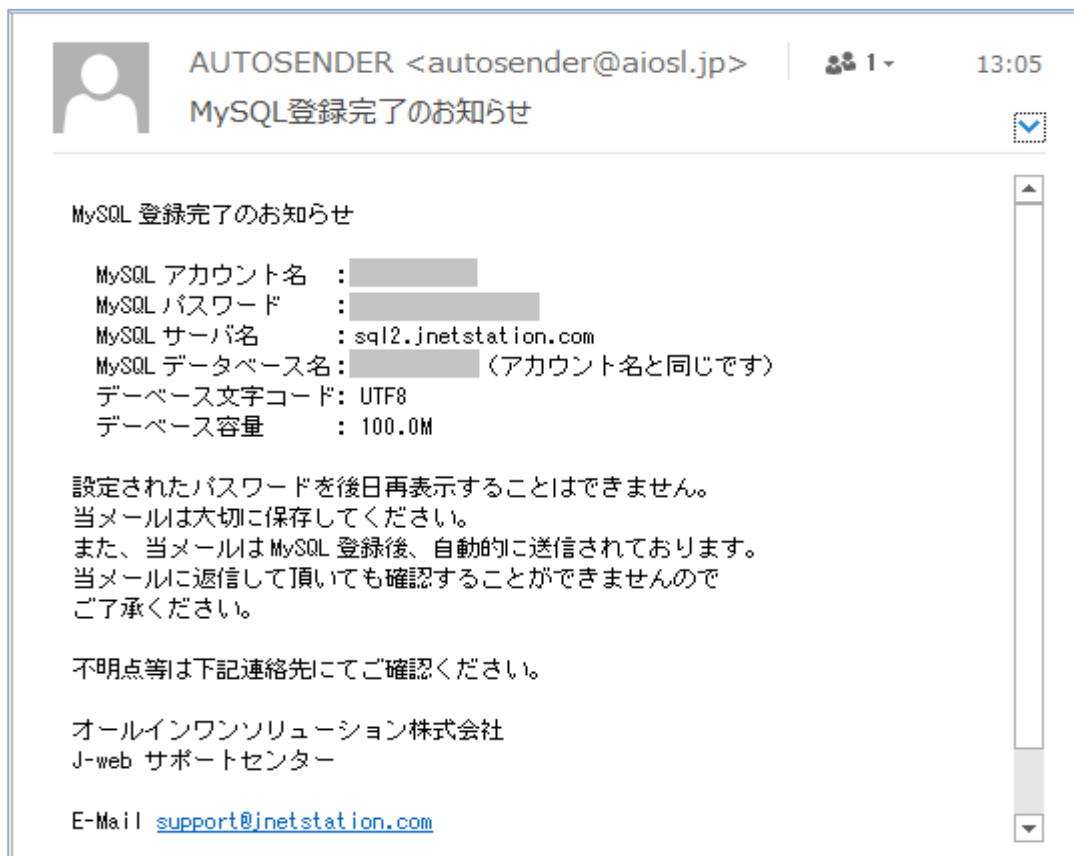 AUTOSENDER <autosender@aiosl.jp> 1 13:05
MySQL登録完了のお知らせ
MySQL 登録完了のお知らせ
MySQL アカウント名 :
MySQL パスワード :
MySQL サーバ名 : sql2.jnetstation.com
MySQL データベース名: (アカウント名と同じです)
デーベース文字コード: UTF8
デーベース容量 : 100.0M
設定されたパスワードを後日再表示することはできません。
当メールは大切に保存してください。
また、当メールは MySQL 登録後、自動的に送信されております。
当メールに返信して頂いても確認することができませんので
ご了承ください。
不明点等は下記連絡先にてご確認ください。
オールインワンソリューション株式会社
J-web サポートセンター
E-Mail support@jnetstation.com